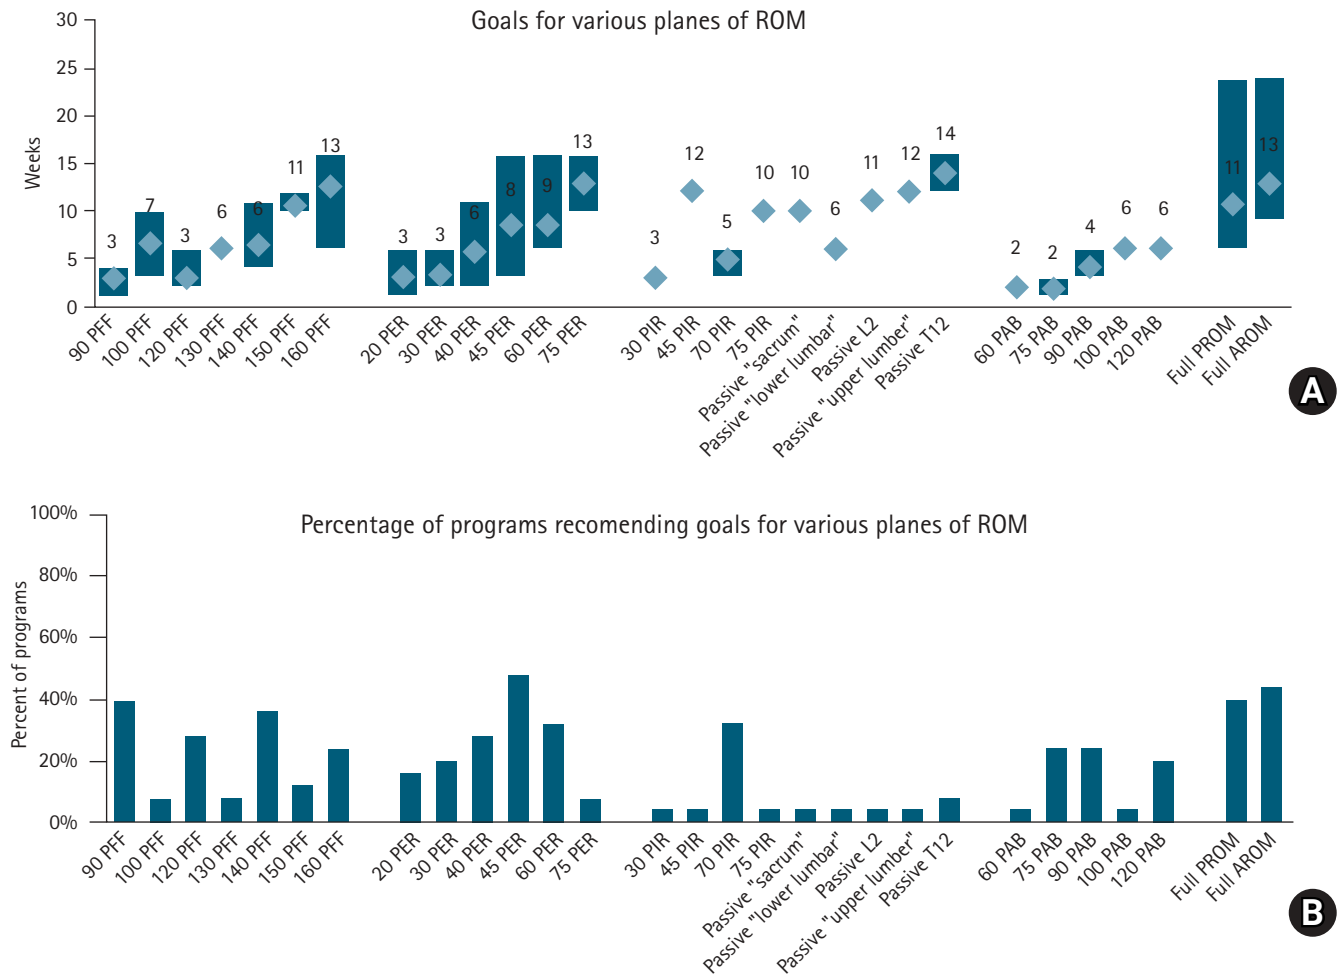 Goals for various planes of ROM
Weeks
30
25
20
15
10
5
0
3
7
3
6
6
11
13
3
3
6
8
9
13
3
12
5
10
10
6
11
12
14
2
2
4
6
6
11
13
90 PFF
100 PFF
120 PFF
130 PFF
140 PFF
150 PFF
160 PFF
20 PER
30 PER
40 PER
45 PER
60 PER
75 PER
30 PIR
45 PIR
70 PIR
75 PIR
Passive "sacrum"
Passive "lower lumbar"
Passive L2
Passive "upper lumber"
Passive T12
60 PAB
75 PAB
90 PAB
100 PAB
120 PAB
Full PROM
Full AROM
A
Percentage of programs recomending goals for various planes of ROM
Percent of programs
100%
80%
60%
40%
20%
0%
90 PFF
100 PFF
120 PFF
130 PFF
140 PFF
150 PFF
160 PFF
20 PER
30 PER
40 PER
45 PER
60 PER
75 PER
30 PIR
45 PIR
70 PIR
75 PIR
Passive "sacrum"
Passive "lower lumbar"
Passive L2
Passive "upper lumber"
Passive T12
60 PAB
75 PAB
90 PAB
100 PAB
120 PAB
Full PROM
Full AROM
B